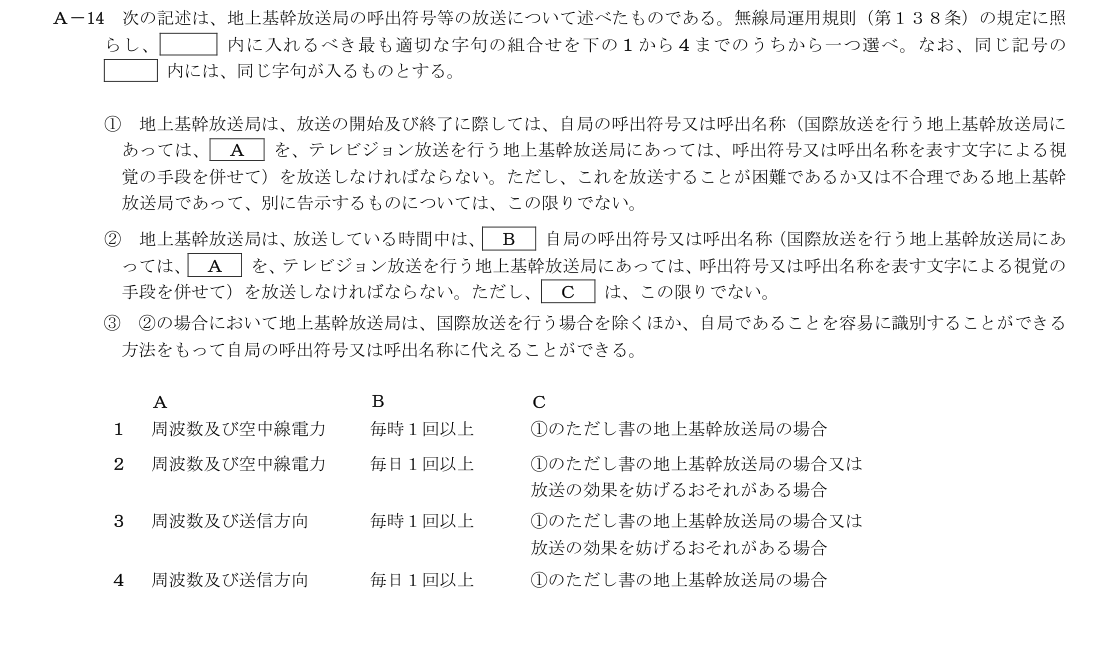 A－14　次の記述は、地上基幹放送局の呼出符号等の放送について述べたものである。無線局運用規則（第１３８条）の規定に照
らし、　　　内に入れるべき最も適切な字句の組合せを下の１から４までのうちから一つ選べ。なお、同じ記号の
　　　内には、同じ字句が入るものとする。
①　地上基幹放送局は、放送の開始及び終了に際しては、自局の呼出符号又は呼出名称（国際放送を行う地上基幹放送局に
あっては、 A を、テレビジョン放送を行う地上基幹放送局にあっては、呼出符号又は呼出名称を表す文字による視
覚の手段を併せて）を放送しなければならない。ただし、これを放送することが困難であるか又は不合理である地上基幹
放送局であって、別に告示するものについては、この限りでない。
②　地上基幹放送局は、放送している時間中は、 B 自局の呼出符号又は呼出名称（国際放送を行う地上基幹放送局にあ
っては、 A を、テレビジョン放送を行う地上基幹放送局にあっては、呼出符号又は呼出名称を表す文字による視覚の
手段を併せて）を放送しなければならない。ただし、 C は、この限りでない。
③　②の場合において地上基幹放送局は、国際放送を行う場合を除くほか、自局であることを容易に識別することができる
方法をもって自局の呼出符号又は呼出名称に代えることができる。
A　B　C
1　周波数及び空中線電力　毎時１回以上　①のただし書の地上基幹放送局の場合
2　周波数及び空中線電力　毎日１回以上　①のただし書の地上基幹放送局の場合又は
放送の効果を妨げるおそれがある場合
3　周波数及び送信方向　毎時１回以上　①のただし書の地上基幹放送局の場合又は
放送の効果を妨げるおそれがある場合
4　周波数及び送信方向　毎日１回以上　①のただし書の地上基幹放送局の場合